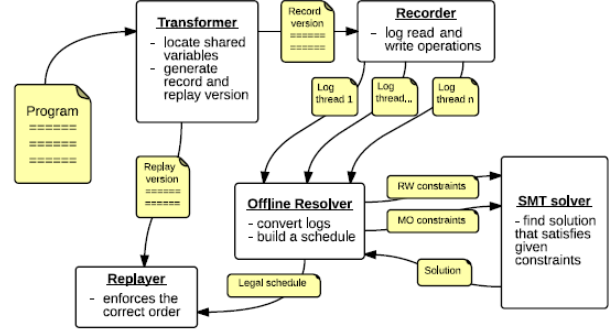 Program
======
======
======
Transformer
- locate shared
variables
- generate
record and
replay version
Record
version
======
======
Recorder
- log read and
write operations
Log
thread 1
Log
thread...
Log
thread n
Replay
version
======
======
Offline Resolver
- convert logs
- build a schedule
RW constraints
MO constraints
Solution
SMT solver
- find solution
that satisfies
given
constraints
Legal schedule
Replayer
- enforces the
correct order